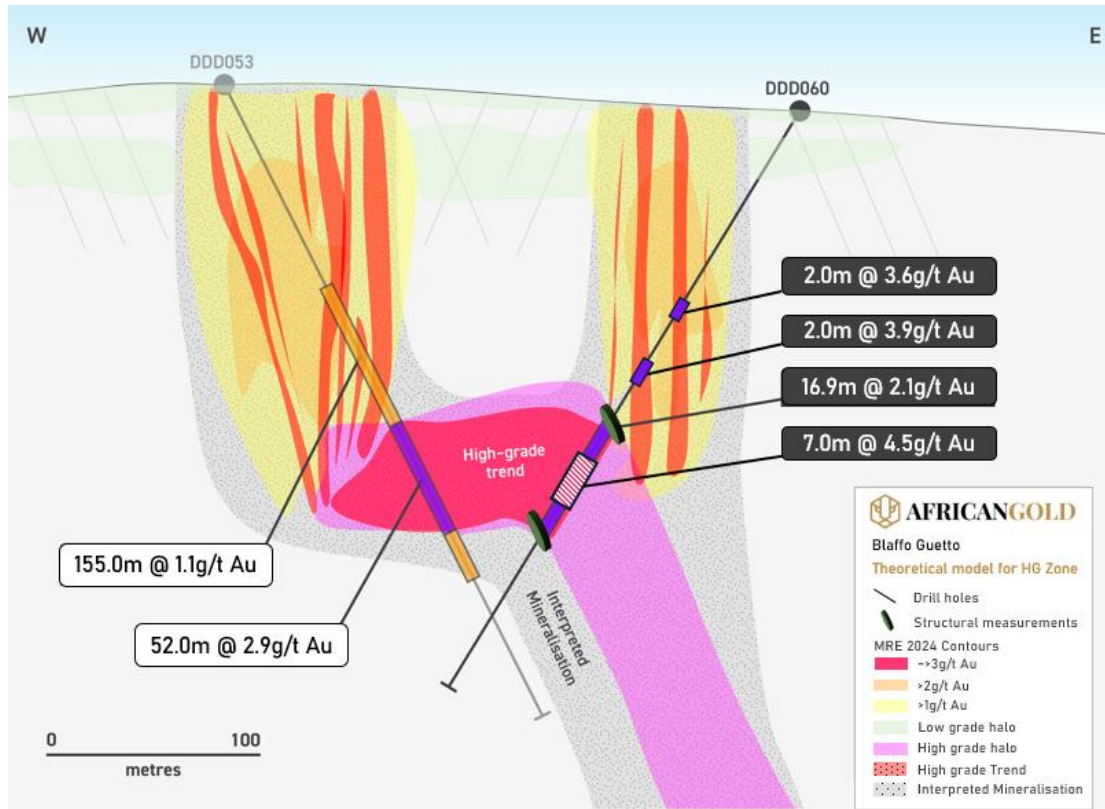 W
E
DDD053
DDD060
2.0m @ 3.6g/t Au
2.0m @ 3.9g/t Au
16.9m @ 2.1g/t Au
7.0m @ 4.5g/t Au
High-grade
trend
155.0m @ 1.1g/t Au
52.0m @ 2.9g/t Au
Interpreted
Mineralisation
0 100
metres
AFRICANGOLD
Blaffo Guetto
Theoretical model for HG Zone
Drill holes
Structural measurements
MRE 2024 Contours
~>3g/t Au
>2g/t Au
>1g/t Au
Low grade halo
High grade halo
High grade Trend
Interpreted Mineralisation